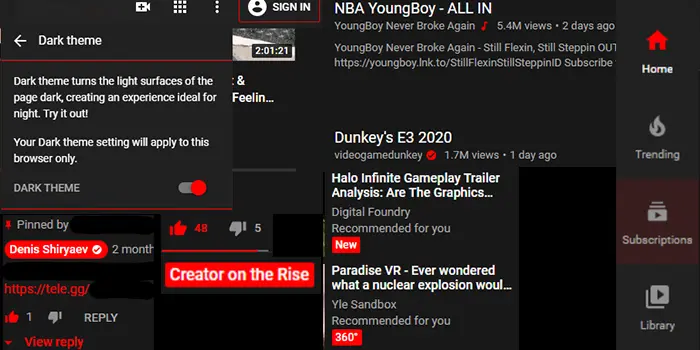 SIGN IN
Dark theme
Dark theme turns the light surfaces of the
page dark, creating an experience ideal for
night. Try it out!
Your Dark theme setting will apply to this
browser only.
DARK THEME
2:01:21
&
Feelin...
Pinned by
Denis Shiryaev
2 month
https://tele.gg/
1
REPLY
View reply
48
5
Creator on the Rise
NBA YoungBoy - ALL IN
YoungBoy Never Broke Again 5.4M views • 2 days ago
YoungBoy Never Broke Again - Still Flexin, Still Steppin OUT
https://youngboy.lnk.to/StillFlexinStillSteppinID Subscribe
Dunkey's E3 2020
videogamedunkey 1.7M views • 1 day ago
Halo Infinite Gameplay Trailer
Analysis: Are The Graphics...
Digital Foundry
Recommended for you
New
Paradise VR - Ever wondered
what a nuclear explosion woul...
Yle Sandbox
Recommended for you
360°
Home
Trending
Subscriptions
Library